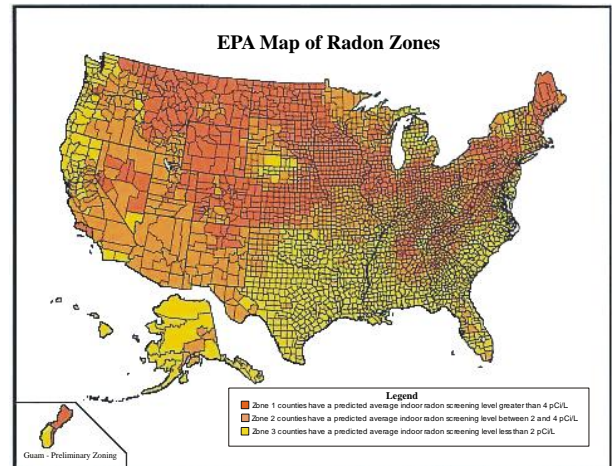 EPA Map of Radon Zones
Legend
Zone 1 counties have a predicted average indoor radon screening level greater than 4 pCi/L
Zone 2 counties have a predicted average indoor radon screening level between 2 and 4 pCi/L
Zone 3 counties have a predicted average indoor radon screening level less than 2 pCi/L
Guam - Preliminary Zoning